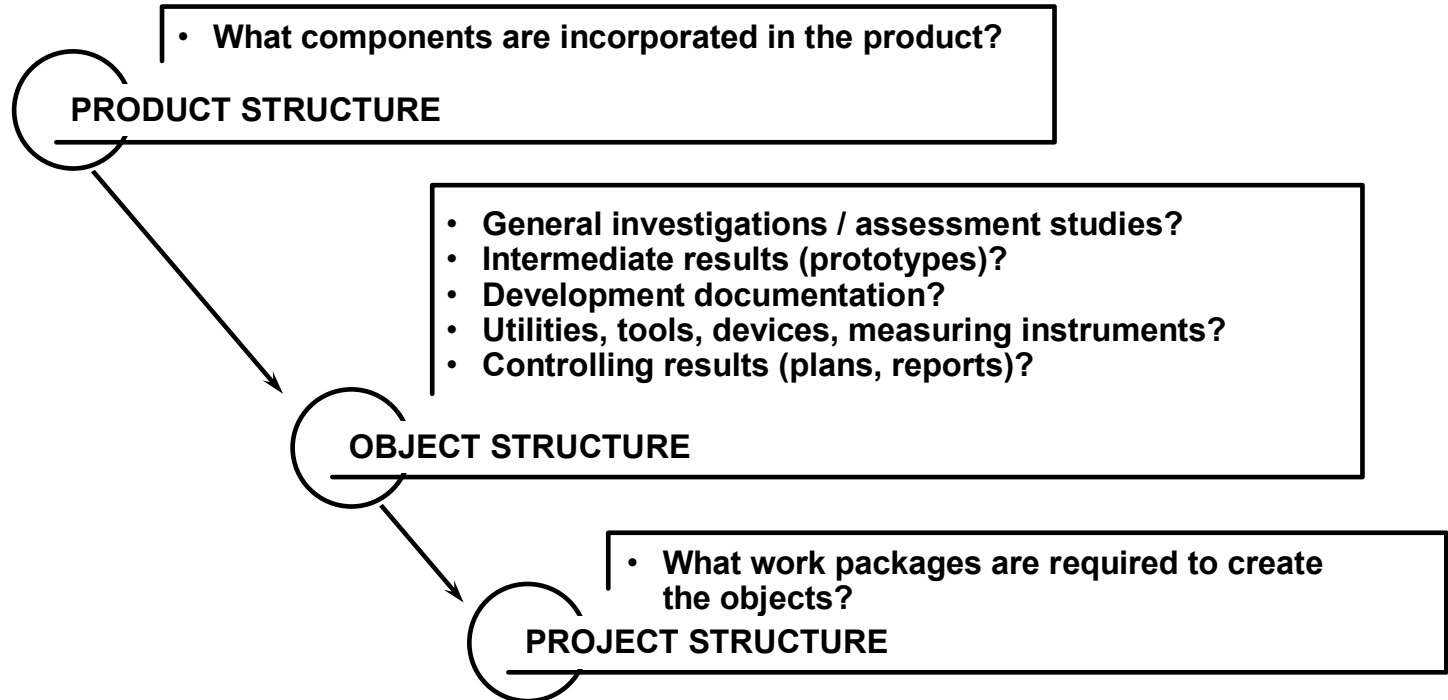 • What components are incorporated in the product?
PRODUCT STRUCTURE
• General investigations / assessment studies?
• Intermediate results (prototypes)?
• Development documentation?
• Utilities, tools, devices, measuring instruments?
• Controlling results (plans, reports)?
OBJECT STRUCTURE
• What work packages are required to create
the objects?
PROJECT STRUCTURE